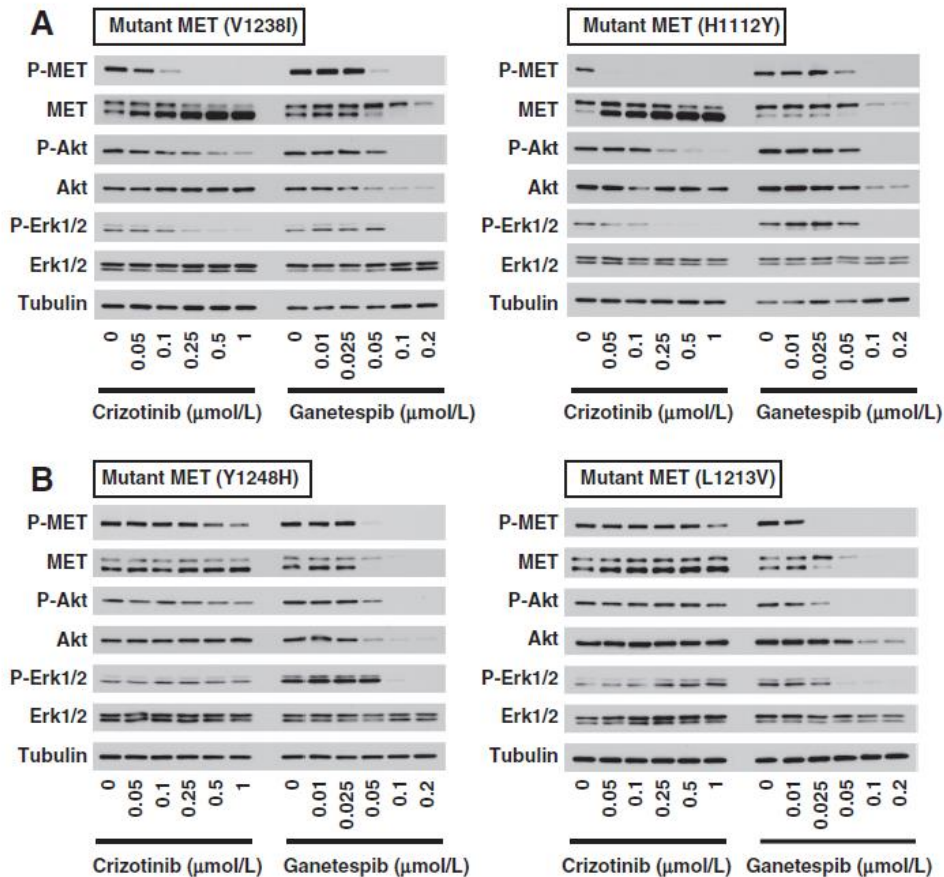 A
Mutant MET (V1238I)
P-MET
MET
P-Akt
Akt
P-Erk1/2
Erk1/2
Tubulin
0 0.05 0.1 0.25 0.5 1
0 0.01 0.025 0.05 0.1 0.2
Crizotinib (μmol/L) Ganetespib (μmol/L)
Mutant MET (H1112Y)
P-MET
MET
P-Akt
Akt
P-Erk1/2
Erk1/2
Tubulin
0 0.05 0.1 0.25 0.5 1
0 0.01 0.025 0.05 0.1 0.2
Crizotinib (μmol/L) Ganetespib (μmol/L)
B
Mutant MET (Y1248H)
P-MET
MET
P-Akt
Akt
P-Erk1/2
Erk1/2
Tubulin
0 0.05 0.1 0.25 0.5 1
0 0.01 0.025 0.05 0.1 0.2
Crizotinib (μmol/L) Ganetespib (μmol/L)
Mutant MET (L1213V)
P-MET
MET
P-Akt
Akt
P-Erk1/2
Erk1/2
Tubulin
0 0.05 0.1 0.25 0.5 1
0 0.01 0.025 0.05 0.1 0.2
Crizotinib (μmol/L) Ganetespib (μmol/L)